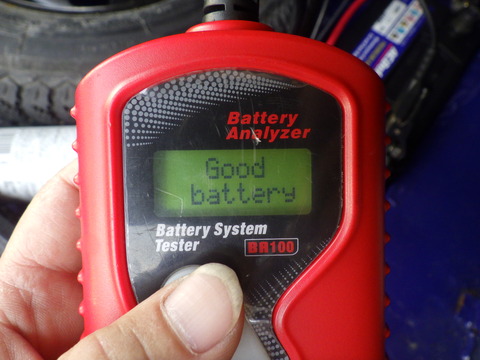 Battery
Analyzer
Good
battery
Battery System
Tester
BA100